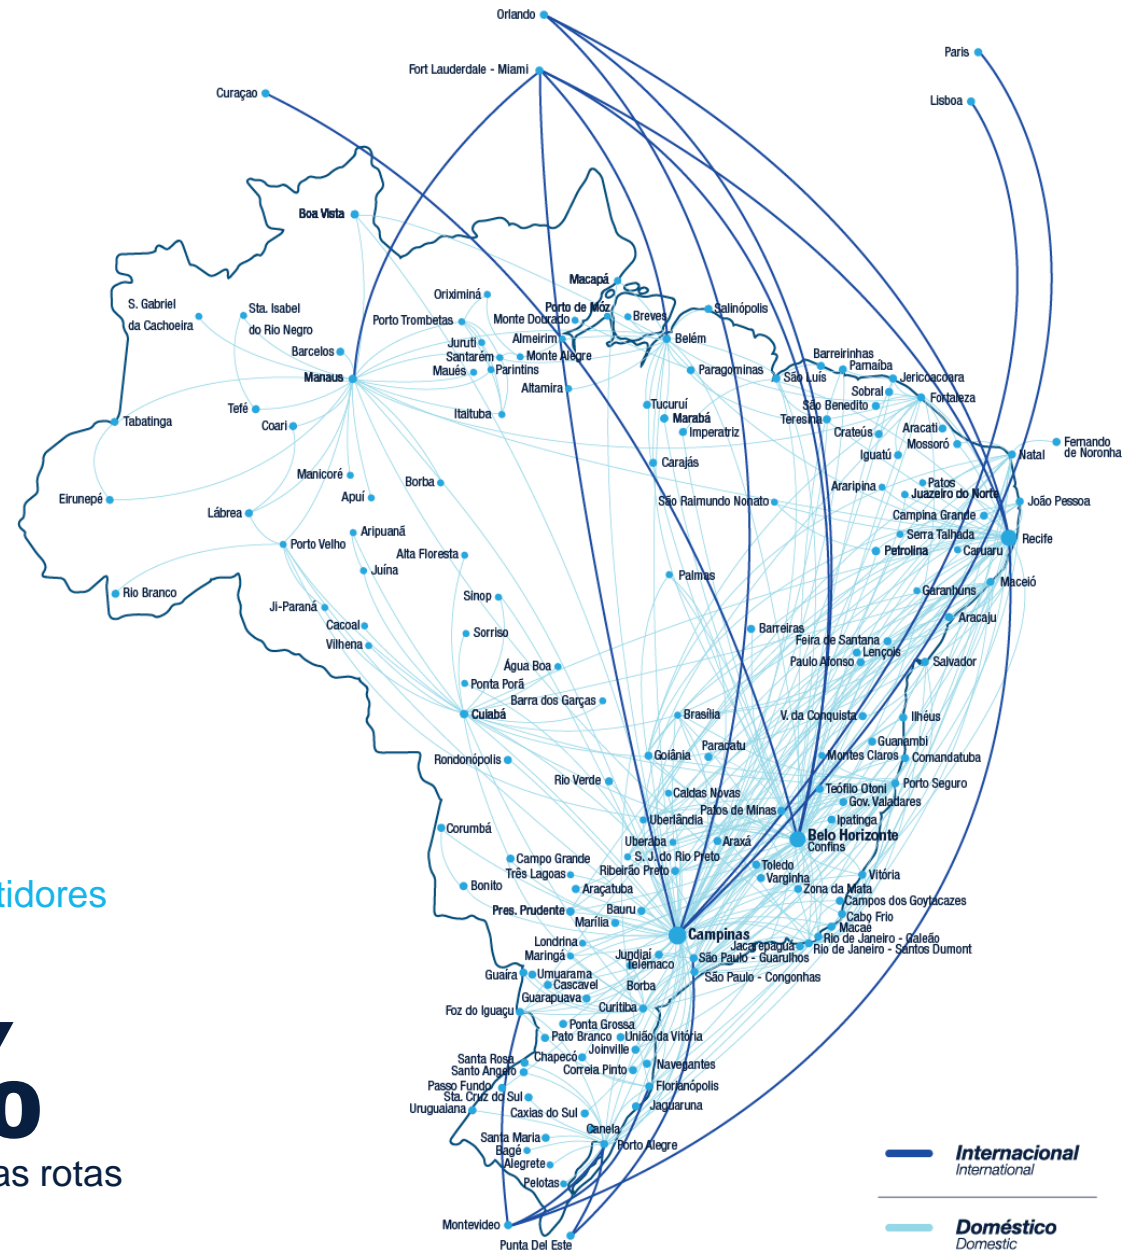 Orlando
Paris
Fort Lauderdale - Miami
Curaçao
Lisboa
Boa Vista
Macapá
Oriximiná
Porto de Móz
S. Gabriel
da Cachoeira
Sta. Isabel
do Rio Negro
Porto Trombetas
Monte Dourado
Breves
Salinópolis
Barcelos
Juruti
Almeirim
Belém
Santarém
Monte Alegre
Barreirinhas
Parnaíba
Manaus
Maués
Parintins
Paragominas
São Luís
Jericoacoara
Altamira
Sobral
Fortaleza
Tefé
Itaituba
Tucuruí
São Benedito
Tabatinga
Coari
Marabá
Teresina
Aracati
Imperatriz
Crateús
Mossoró
Fernando
de Noronha
Iguatú
Natal
Carajás
Manicoré
Borba
Araripina
Patos
Eirunepé
Apuí
São Raimundo Nonato
Juazeiro do Norte
João Pessoa
Lábrea
Campina Grande
Aripuanã
Serra Talhada
Recife
Porto Velho
Alta Floresta
Petrolina
Caruaru
Juína
Palmas
Maceió
Rio Branco
Sinop
Garanhuns
Ji-Paraná
Aracaju
Cacoal
Sorriso
Barreiras
Feira de Santana
Vilhena
Lençois
Água Boa
Paulo Afonso
Salvador
Ponta Porã
Barra dos Garças
Cuiabá
Brasília
V. da Conquista
Ilhéus
Guanambi
Paracatu
Rondonópolis
Goiânia
Montes Claros
Comandatuba
Rio Verde
Caldas Novas
Teófilo Otoni
Porto Seguro
Patos de Minas
Gov. Valadares
Uberlândia
Ipatinga
Corumbá
Belo Horizonte
Confins
Uberaba
Araxá
Campo Grande
S. J. do Rio Preto
Três Lagoas
Ribeirão Preto
Toledo
Varginha
Vitória
Bonito
Araçatuba
Zona da Mata
tidores
Campos dos Goytacazes
Pres. Prudente
Bauru
Cabo Frio
Marília
Macaé
Campinas
Rio de Janeiro - Galeão
Londrina
Jacarepaguá
Rio de Janeiro - Santos Dumont
Maringá
Jundiaí
São Paulo - Guarulhos
Telemaco
Borba
Guaíra
Umuarama
São Paulo - Congonhas
Cascavel
Guarapuava
Curitiba
Foz do Iguaçu
Ponta Grossa
Pato Branco
União da Vitória
Joinville
Santa Rosa
Chapecó
Navegantes
Santo Angelo
Correia Pinto
Passo Fundo
Florianópolis
Sta. Cruz do Sul
Uruguaiana
Caxias do Sul
Jaguaruna
Canela
Santa Maria
Porto Alegre
Bagé
Alegrete
as rotas
Pelotas
Internacional
International
Montevideo
Doméstico
Domestic
Punta Del Este